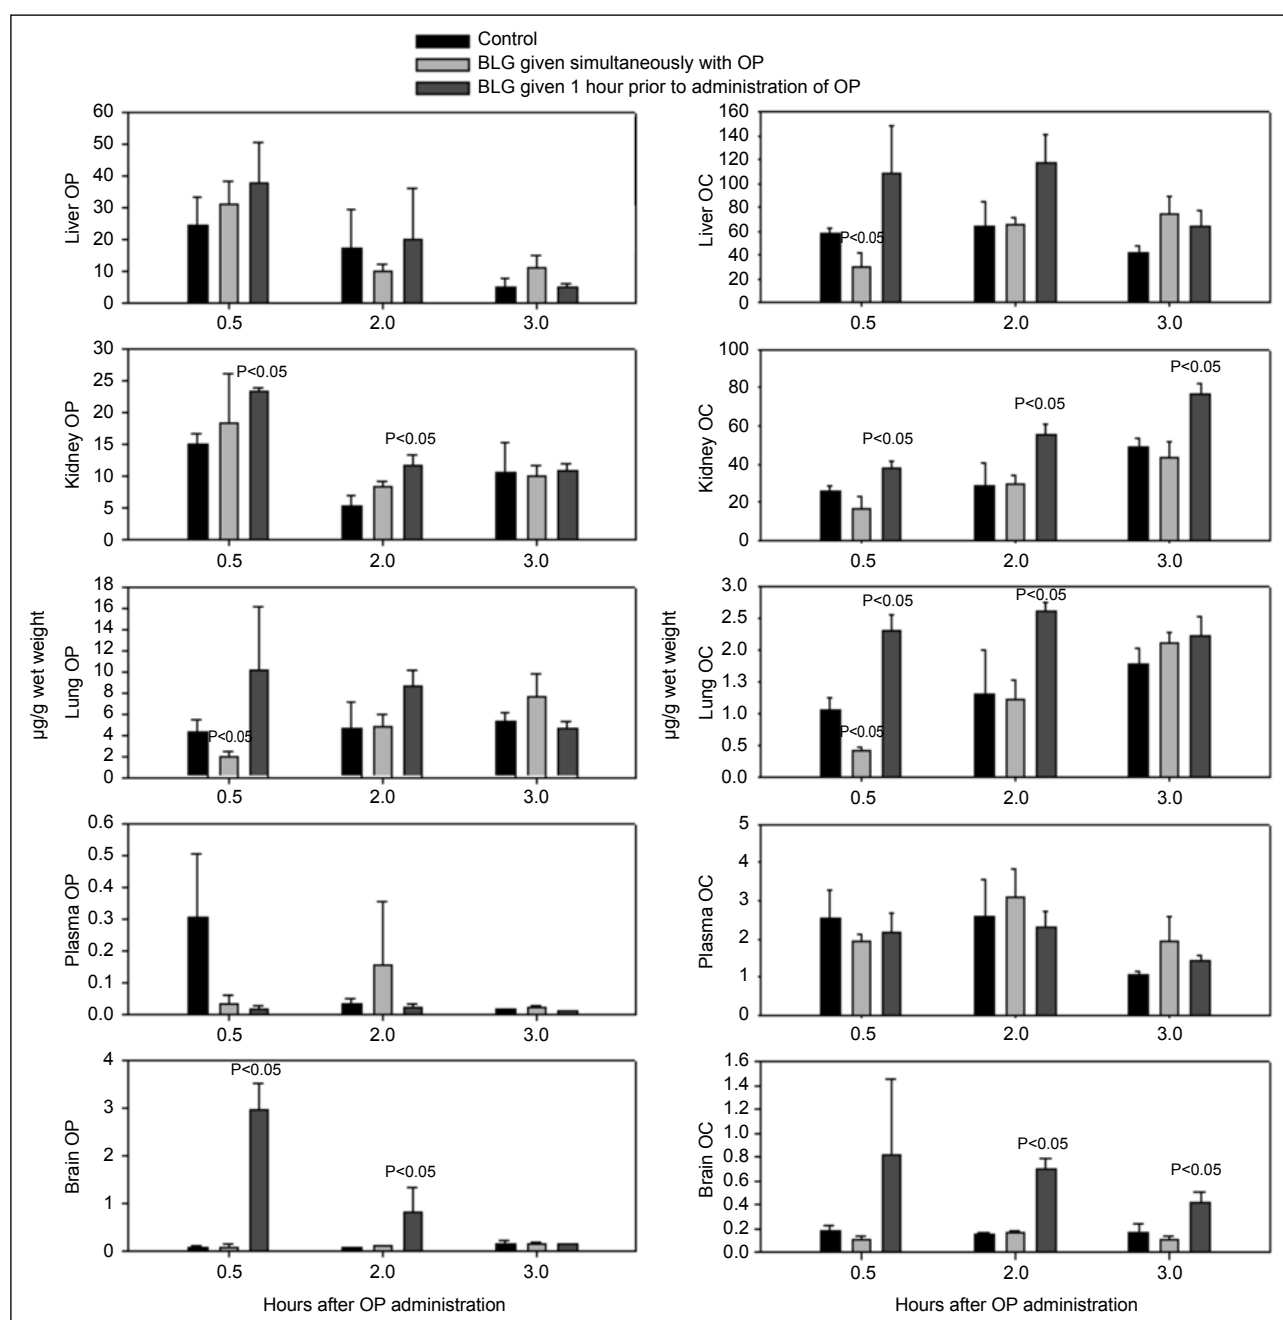 Control
BLG given simultaneously with OP
BLG given 1 hour prior to administration of OP
Liver OP
60
50
40
30
20
10
0
0.5 2.0 3.0
Liver OC
160
140
120
100
80
60
40
20
0
P<0.05
0.5 2.0 3.0
Kidney OP
30
25
20
15
10
5
0
P<0.05
P<0.05
0.5 2.0 3.0
Kidney OC
100
80
60
40
20
0
P<0.05
P<0.05
P<0.05
0.5 2.0 3.0
µg/g wet weight
Lung OP
18
16
14
12
10
8
6
4
2
0
P<0.05
0.5 2.0 3.0
µg/g wet weight
Lung OC
3.0
2.5
2.0
1.3
1.0
0.5
0.0
P<0.05
P<0.05
P<0.05
0.5 2.0 3.0
Plasma OP
0.6
0.5
0.4
0.3
0.2
0.1
0.0
0.5 2.0 3.0
Plasma OC
5
4
3
2
1
0
0.5 2.0 3.0
Brain OP
4
3
2
1
0
P<0.05
P<0.05
0.5 2.0 3.0
Hours after OP administration
Brain OC
1.6
1.4
1.2
1.0
0.8
0.6
0.4
0.2
0.0
P<0.05
P<0.05
0.5 2.0 3.0
Hours after OP administration